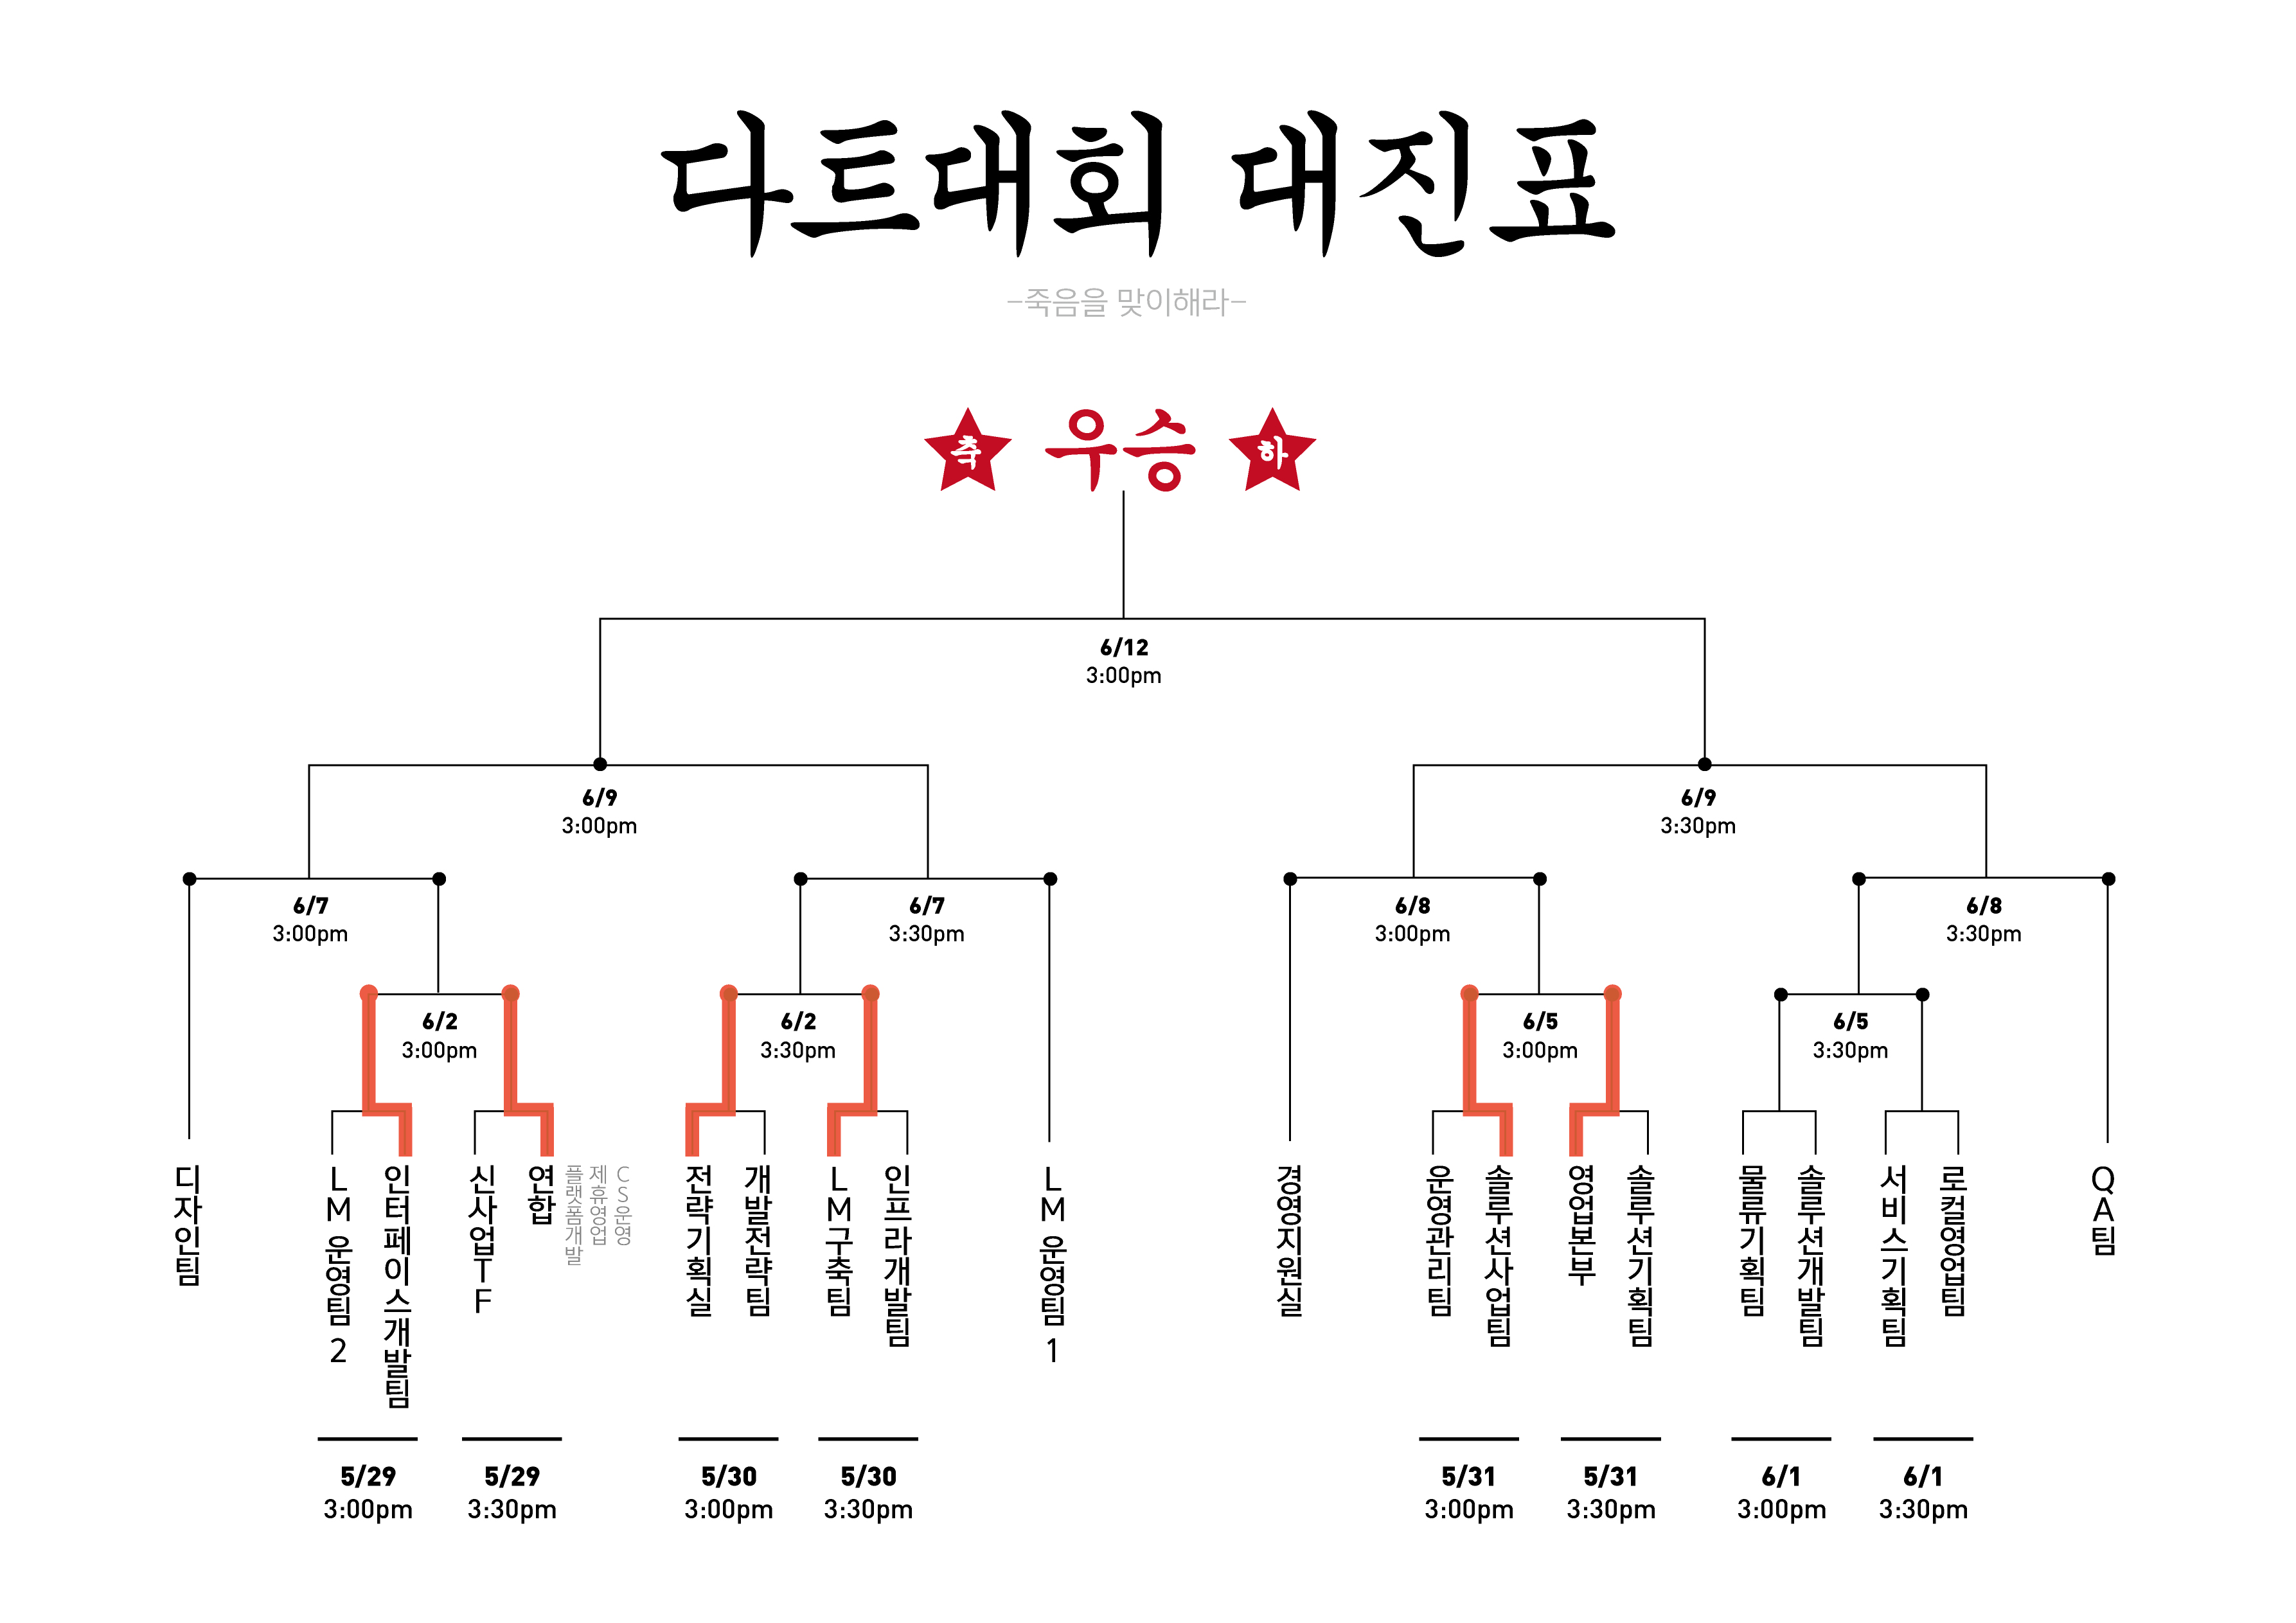 다트대회 대진표
-죽음을 맞이해라-
축 우승 하
6/12
3:00pm
6/9
3:00pm
6/9
3:30pm
6/7
3:00pm
6/7
3:30pm
6/8
3:00pm
6/8
3:30pm
6/2
3:00pm
6/2
3:30pm
6/5
3:00pm
6/5
3:30pm
디자인팀
LM 운영팀 2
인터페이스개발팀
신사업TF
연합
플랫폼개발
제휴영업
CS운영
전략기획실
개발전략팀
LM구축팀
인프라개발팀
LM 운영팀 1
경영지원실
운영관리팀
솔루션사업팀
영업본부
솔루션기획팀
물류기획팀
솔루션개발팀
서비스기획팀
로컬영업팀
QA팀
5/29
3:00pm
5/29
3:30pm
5/30
3:00pm
5/30
3:30pm
5/31
3:00pm
5/31
3:30pm
6/1
3:00pm
6/1
3:30pm